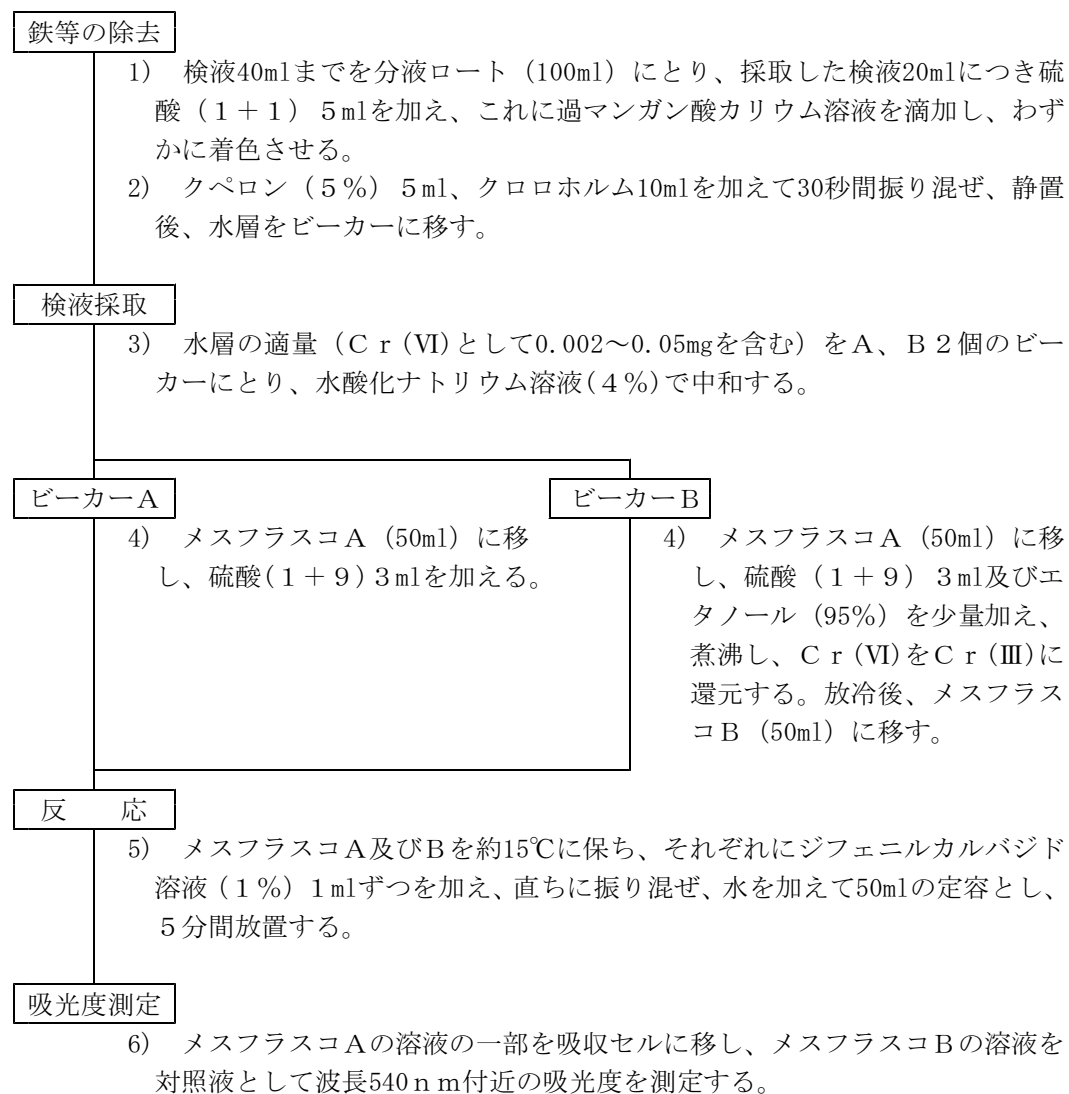 鉄等の除去
1)　検液40mlまでを分液ロート（100ml）にとり、採取した検液20mlにつき硫
酸（１＋１）５mlを加え、これに過マンガン酸カリウム溶液を滴加し、わず
かに着色させる。
2)　クペロン（５％）５ml、クロロホルム10mlを加えて30秒間振り混ぜ、静置
後、水層をビーカーに移す。
検液採取
3)　水層の適量（Ｃｒ(Ⅵ)として0.002～0.05mgを含む）をＡ、Ｂ２個のビー
カーにとり、水酸化ナトリウム溶液(４％)で中和する。
ビーカーＡ
4)　メスフラスコＡ（50ml）に移
し、硫酸(１＋９)３mlを加える。
ビーカーＢ
4)　メスフラスコＡ（50ml）に移
し、硫酸（１＋９）３ml及びエ
タノール（95％）を少量加え、
煮沸し、Ｃｒ(Ⅵ)をＣｒ(Ⅲ)に
還元する。放冷後、メスフラス
コＢ（50ml）に移す。
反　　応
5)　メスフラスコＡ及びＢを約15℃に保ち、それぞれにジフェニルカルバジド
溶液（１％）１mlずつを加え、直ちに振り混ぜ、水を加えて50mlの定容とし、
５分間放置する。
吸光度測定
6)　メスフラスコＡの溶液の一部を吸収セルに移し、メスフラスコＢの溶液を
対照液として波長540ｎｍ付近の吸光度を測定する。